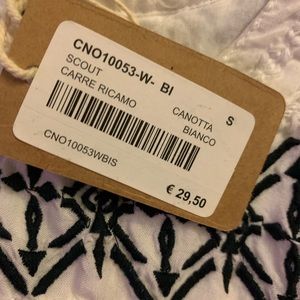 CNO10053-W- BI
SCOUT CANOTTA S
CARRE RICAMO BIANCO
CNO10053WBIS
€ 29,50